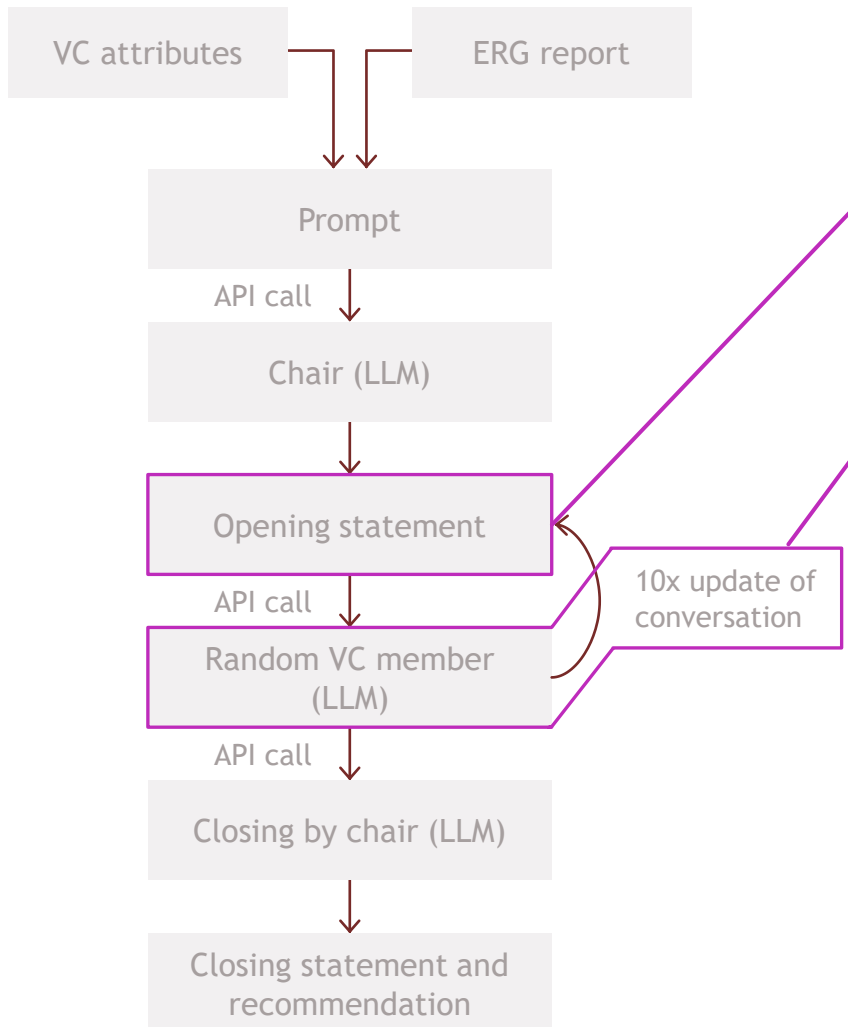 VC attributes
ERG report
Prompt
API call
Chair (LLM)
Opening statement
API call
10x update of
conversation
Random VC member
(LLM)
API call
Closing by chair (LLM)
Closing statement and
recommendation